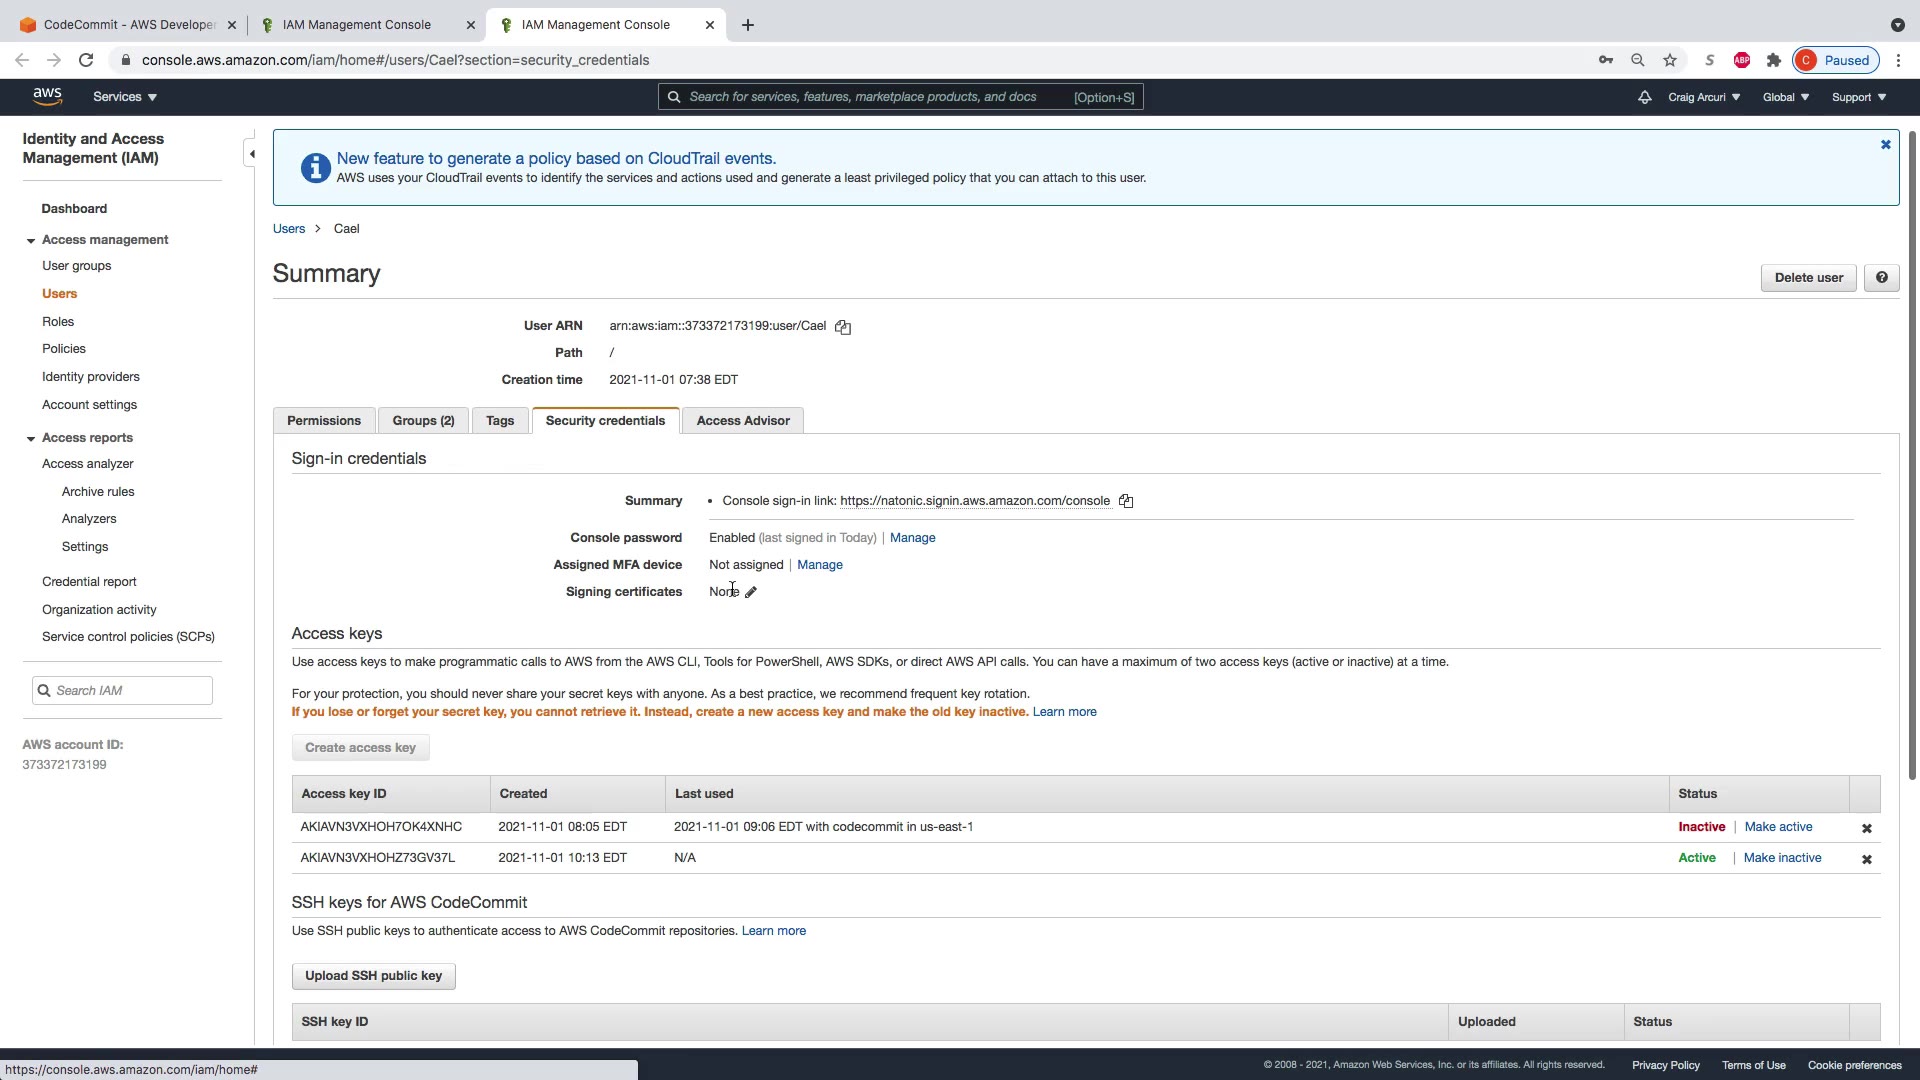 CodeCommit - AWS Developer
IAM Management Console
IAM Management Console
console.aws.amazon.com/iam/home#/users/Cael?section=security_credentials
S
ABP
C
Paused
aws
Services
Search for services, features, marketplace products, and docs
[Option+S]
Craig Arcuri
Global
Support
Identity and Access
Management (IAM)
Dashboard
Access management
User groups
Users
Roles
Policies
Identity providers
Account settings
Access reports
Access analyzer
Archive rules
Analyzers
Settings
Credential report
Organization activity
Service control policies (SCPs)
Search IAM
AWS account ID:
373372173199
New feature to generate a policy based on CloudTrail events.
AWS uses your CloudTrail events to identify the services and actions used and generate a least privileged policy that you can attach to this user.
Users > Cael
Summary
Delete user
?
User ARN arn:aws:iam::373372173199:user/Cael
Path /
Creation time 2021-11-01 07:38 EDT
Permissions
Groups (2)
Tags
Security credentials
Access Advisor
Sign-in credentials
Summary • Console sign-in link: https://natonic.signin.aws.amazon.com/console
Console password Enabled (last signed in Today) | Manage
Assigned MFA device Not assigned | Manage
Signing certificates None
Access keys
Use access keys to make programmatic calls to AWS from the AWS CLI, Tools for PowerShell, AWS SDKs, or direct AWS API calls. You can have a maximum of two access keys (active or inactive) at a time.
For your protection, you should never share your secret keys with anyone. As a best practice, we recommend frequent key rotation.
If you lose or forget your secret key, you cannot retrieve it. Instead, create a new access key and make the old key inactive. Learn more
Create access key
Access key ID Created Last used Status
AKIAVN3VXHOH7OK4XNHC 2021-11-01 08:05 EDT 2021-11-01 09:06 EDT with codecommit in us-east-1 Inactive | Make active
AKIAVN3VXHOHZ73GV37L 2021-11-01 10:13 EDT N/A Active | Make inactive
SSH keys for AWS CodeCommit
Use SSH public keys to authenticate access to AWS CodeCommit repositories. Learn more
Upload SSH public key
SSH key ID Uploaded Status
https://console.aws.amazon.com/iam/home#
© 2008 - 2021, Amazon Web Services, Inc. or its affiliates. All rights reserved.
Privacy Policy
Terms of Use
Cookie preferences